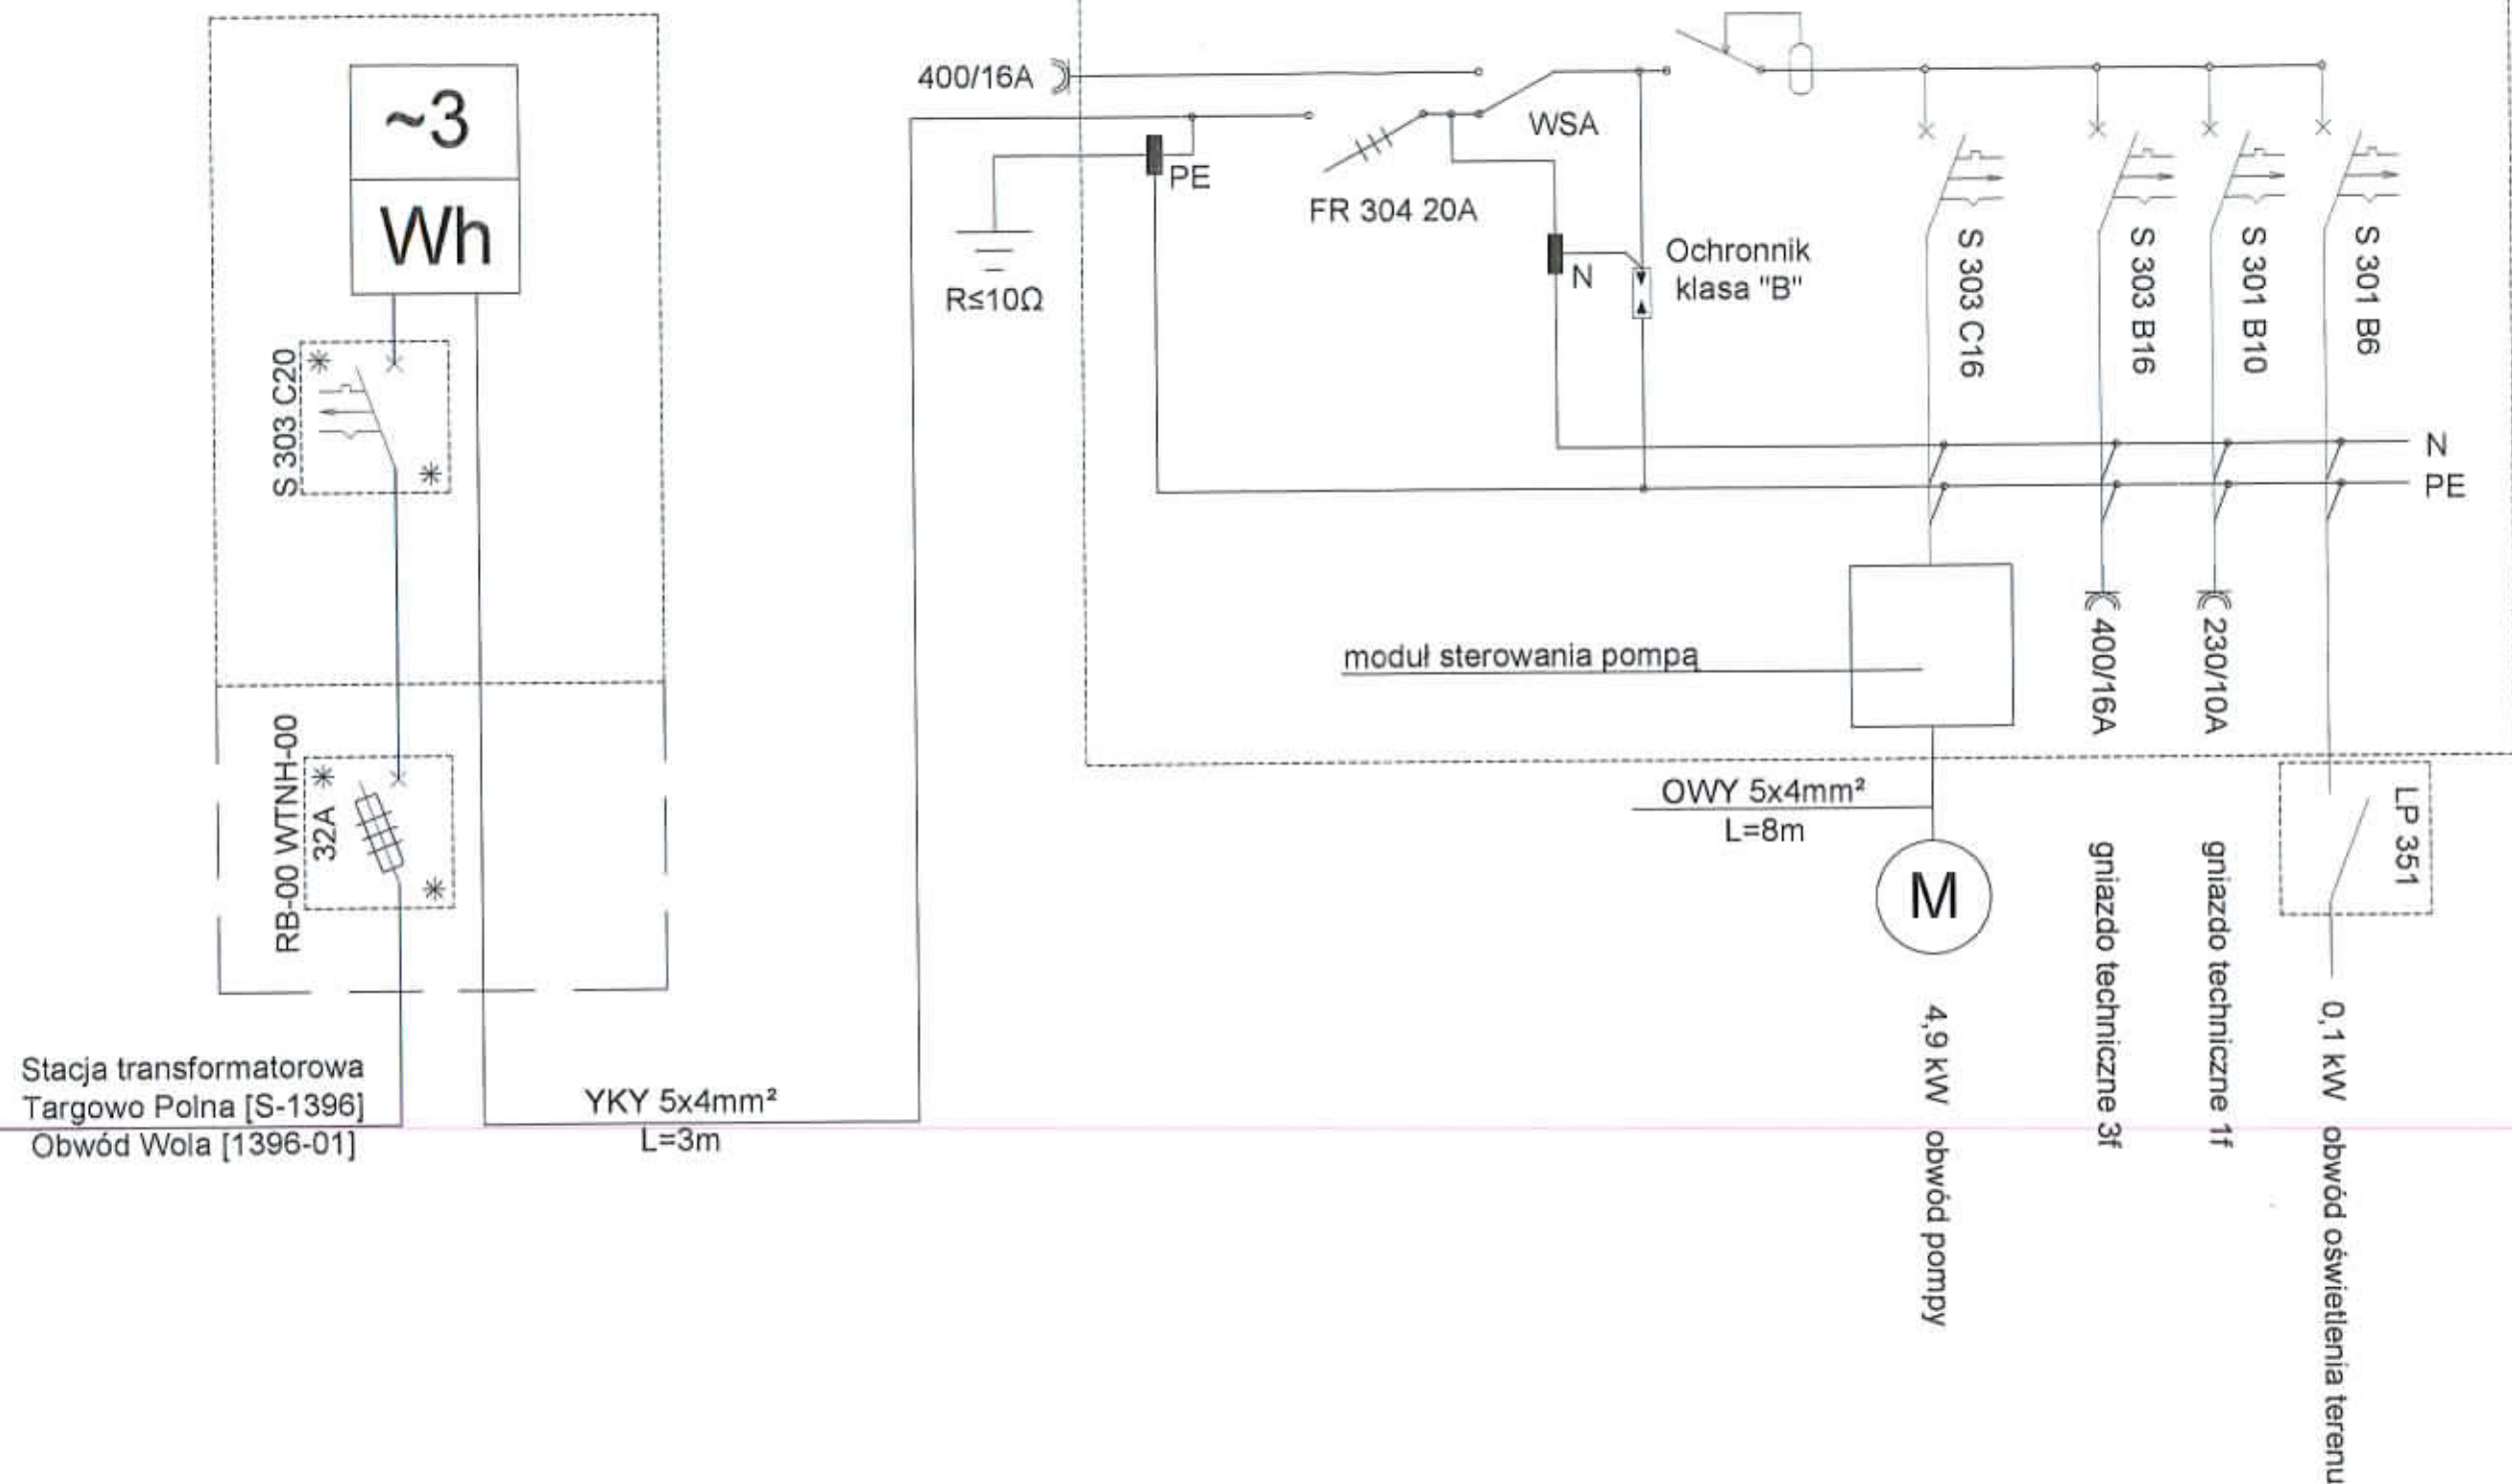 ~3
Wh
S 303 C20
*
*
RB-00 WTNH-00
32A *
*
Stacja transformatorowa
Targowo Polna [S-1396]
Obwód Wola [1396-01]
YKY 5x4mm²
L=3m
400/16A
PE
R≤10Ω
FR 304 20A
WSA
N
Ochronnik
klasa "B"
S 303 C16
S 303 B16
S 301 B10
S 301 B6
N
PE
moduł sterowania pompą
400/16A
230/10A
OWY 5x4mm²
L=8m
M
LP 351
4,9 kW obwód pompy
gniazdo techniczne 3f
gniazdo techniczne 1f
0,1 kW obwód oświetlenia terenu